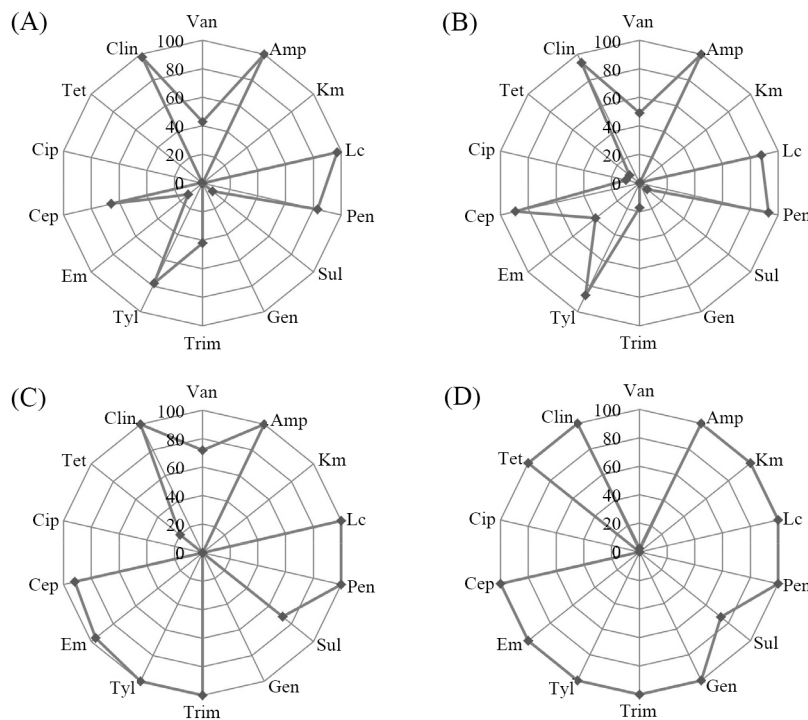 (A)
Van
Amp
Km
Lc
Pen
Sul
Gen
Trim
Tyl
Em
Cep
Cip
Tet
Clin
100
80
60
40
20
0
(B)
Van
Amp
Km
Lc
Pen
Sul
Gen
Trim
Tyl
Em
Cep
Cip
Tet
Clin
100
80
60
40
20
0
(C)
Van
Amp
Km
Lc
Pen
Sul
Gen
Trim
Tyl
Em
Cep
Cip
Tet
Clin
100
80
60
40
20
0
(D)
Van
Amp
Km
Lc
Pen
Sul
Gen
Trim
Tyl
Em
Cep
Cip
Tet
Clin
100
80
60
40
20
0